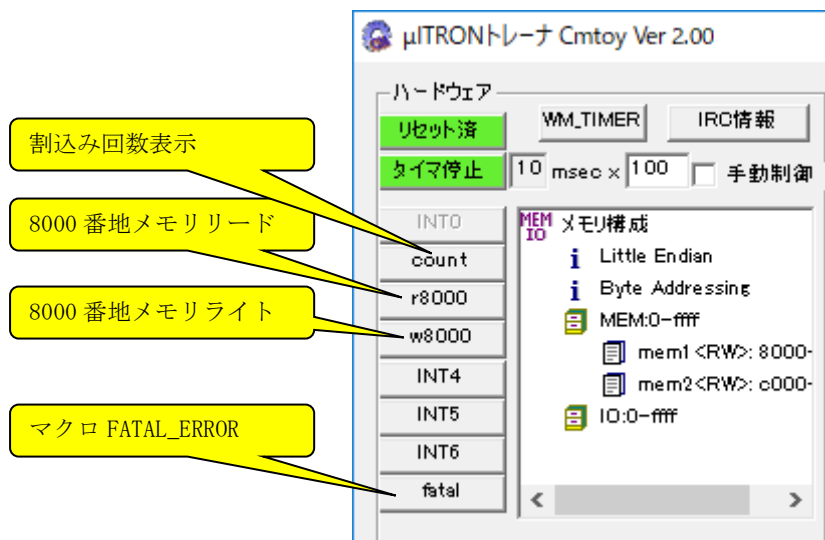 μITRONトレーナ Cmtoy Ver 2.00
ハードウェア
リセット済
WM_TIMER
IRC情報
タイマ停止
10 msec × 100
手動制御
割込み回数表示
8000 番地メモリリード
8000 番地メモリライト
マクロ FATAL_ERROR
INT0
count
r8000
w8000
INT4
INT5
INT6
fatal
MEM IO メモリ構成
i Little Endian
i Byte Addressing
MEM:0-ffff
mem1<RW>: 8000-
mem2<RW>: c000-
IO:0-ffff